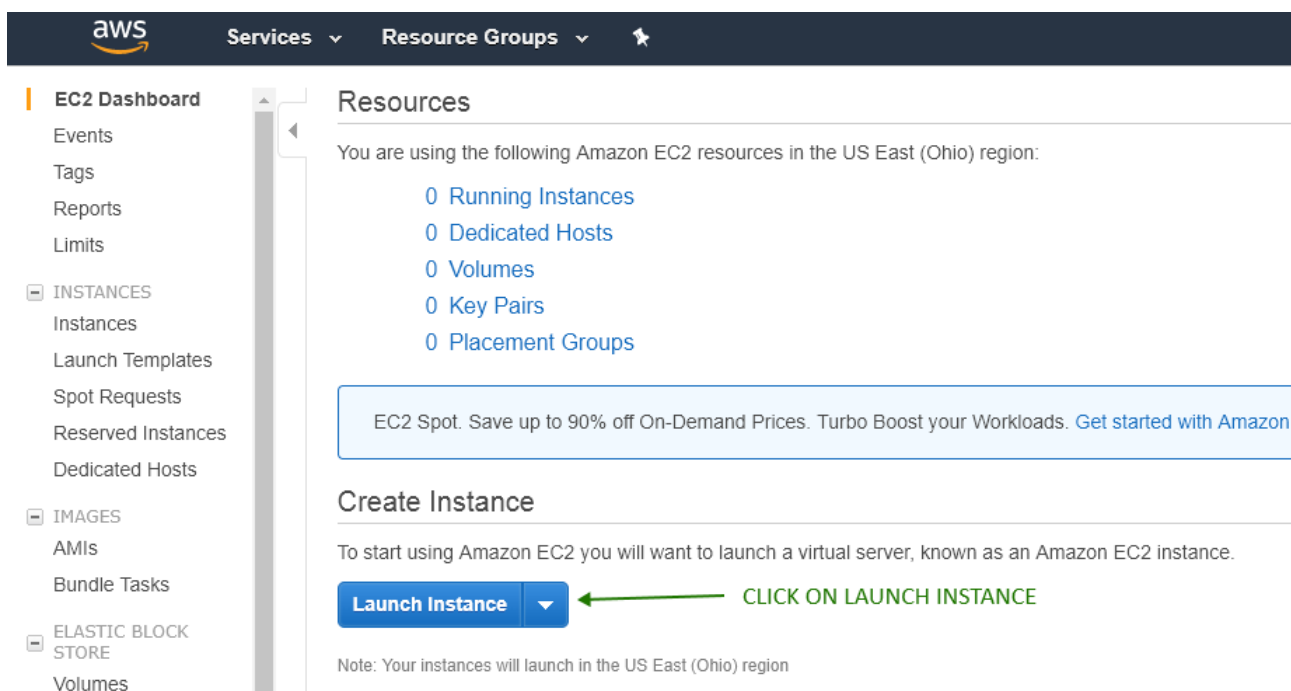 aws Services Resource Groups
EC2 Dashboard
Events
Tags
Reports
Limits
INSTANCES
Instances
Launch Templates
Spot Requests
Reserved Instances
Dedicated Hosts
IMAGES
AMIs
Bundle Tasks
ELASTIC BLOCK
STORE
Volumes
Resources
You are using the following Amazon EC2 resources in the US East (Ohio) region:
0 Running Instances
0 Dedicated Hosts
0 Volumes
0 Key Pairs
0 Placement Groups
EC2 Spot. Save up to 90% off On-Demand Prices. Turbo Boost your Workloads. Get started with Amazon
Create Instance
To start using Amazon EC2 you will want to launch a virtual server, known as an Amazon EC2 instance.
Launch Instance CLICK ON LAUNCH INSTANCE
Note: Your instances will launch in the US East (Ohio) region